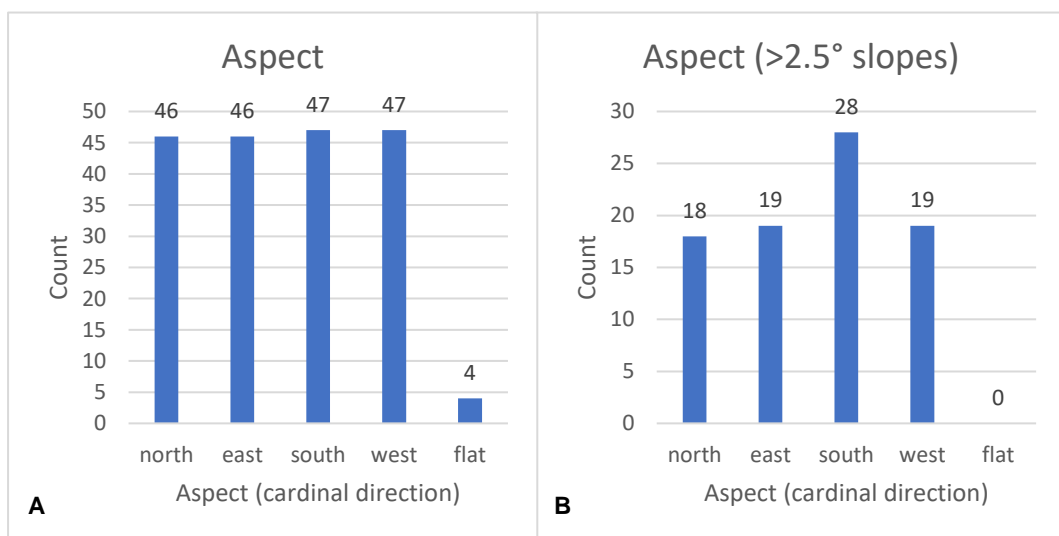 Aspect
50
45
40
35
30
25
20
15
10
5
0
Count
46
46
47
47
4
north east south west flat
Aspect (cardinal direction)
A
Aspect (>2.5° slopes)
30
25
20
15
10
5
0
Count
18
19
28
19
0
north east south west flat
Aspect (cardinal direction)
B